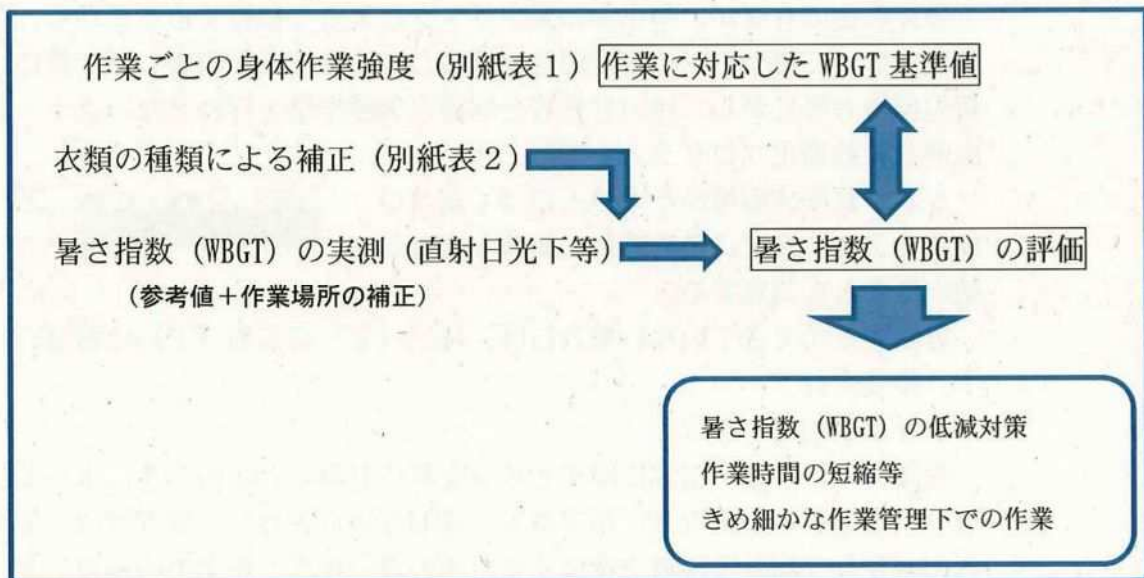 作業ごとの身体作業強度（別紙表１）作業に対応した WBGT 基準値
衣類の種類による補正（別紙表２）
暑さ指数（WBGT）の実測（直射日光下等）
暑さ指数（WBGT）の評価
（参考値＋作業場所の補正）
暑さ指数（WBGT）の低減対策
作業時間の短縮等
きめ細かな作業管理下での作業